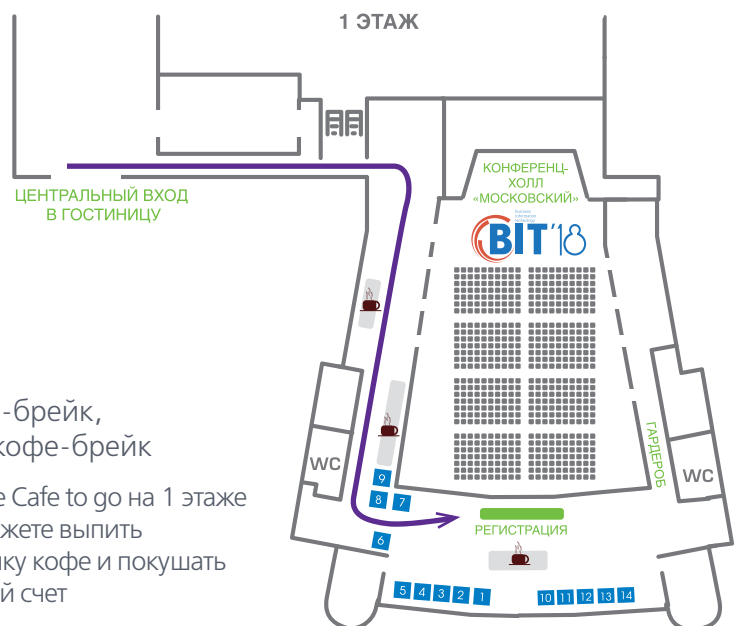 1 ЭТАЖ
КОНФЕРЕНЦ-
ХОЛЛ
«МОСКОВСКИЙ»
ЦЕНТРАЛЬНЫЙ ВХОД
В ГОСТИНИЦУ
BIT'18
-брейк,
кофе-брейк
ГАРДЕРОБ
WC
WC
e Cafe to go на 1 этаже
жете выпить
ку кофе и покушать
й счет
9
8 7
6
РЕГИСТРАЦИЯ
5 4 3 2 1
10 11 12 13 14